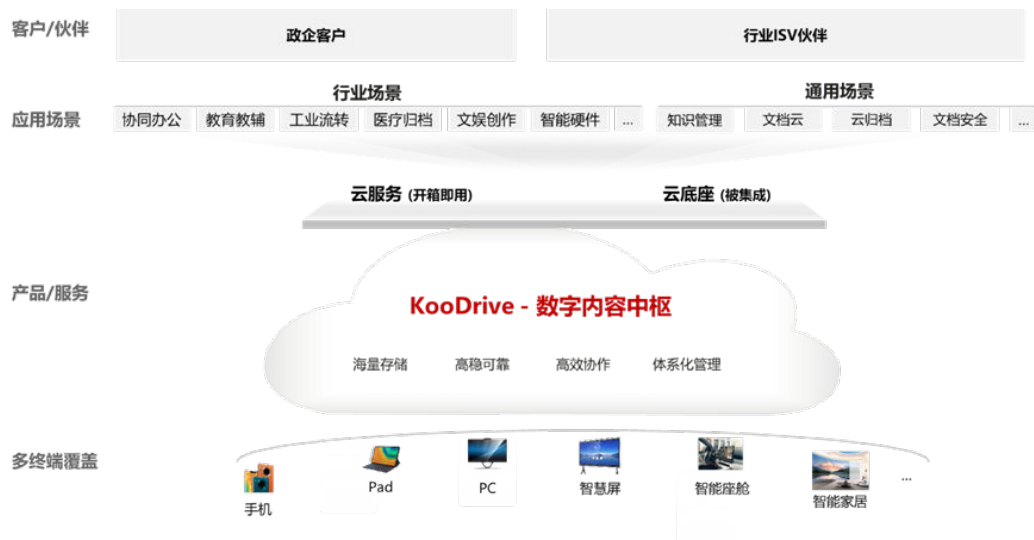 客户/伙伴
政企客户
行业ISV伙伴
行业场景
通用场景
应用场景
协同办公 教育教辅 工业流转 医疗归档 文娱创作 智能硬件 ... 知识管理 文档云 云归档 文档安全 ...
云服务 (开箱即用)
云底座 (被集成)
产品/服务
KooDrive - 数字内容中枢
海量存储 高稳可靠 高效协作 体系化管理
多终端覆盖
手机
Pad
PC
智慧屏
智能座舱
智能家居
...